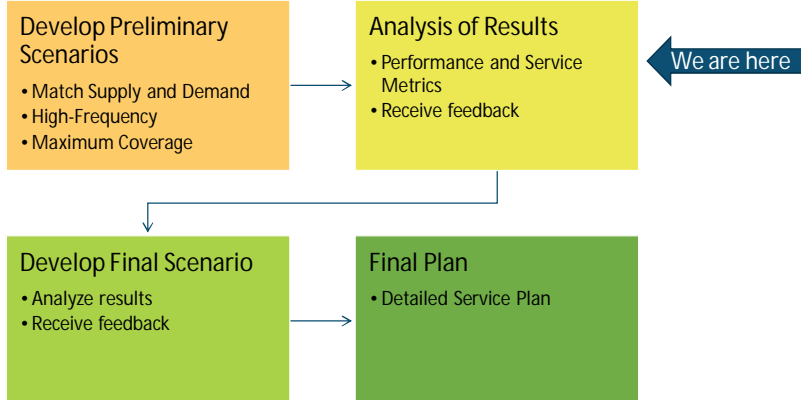 Develop Preliminary
Scenarios
• Match Supply and Demand
• High-Frequency
• Maximum Coverage
Analysis of Results
• Performance and Service
Metrics
• Receive feedback
We are here
Develop Final Scenario
• Analyze results
• Receive feedback
Final Plan
• Detailed Service Plan